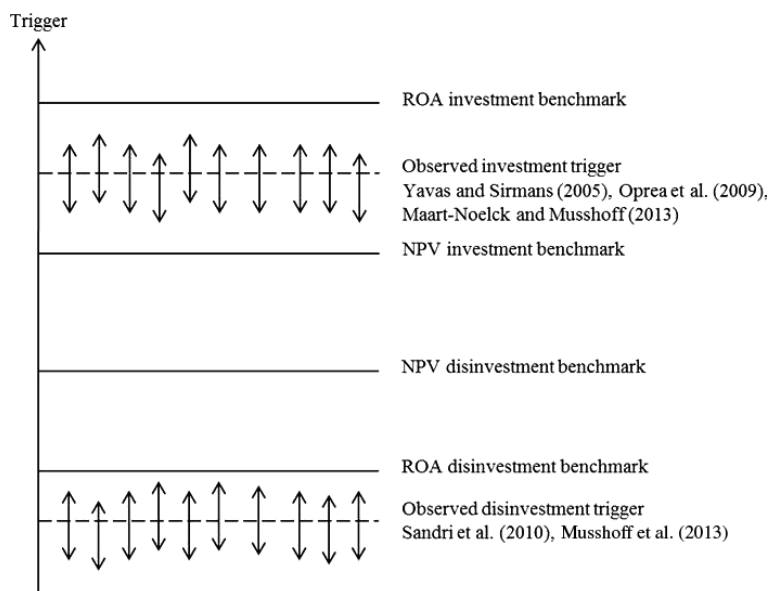 Trigger
ROA investment benchmark
Observed investment trigger
Yavas and Sirmans (2005), Oprea et al. (2009),
Maart-Noelck and Musshoff (2013)
NPV investment benchmark
NPV disinvestment benchmark
ROA disinvestment benchmark
Observed disinvestment trigger
Sandri et al. (2010), Musshoff et al. (2013)